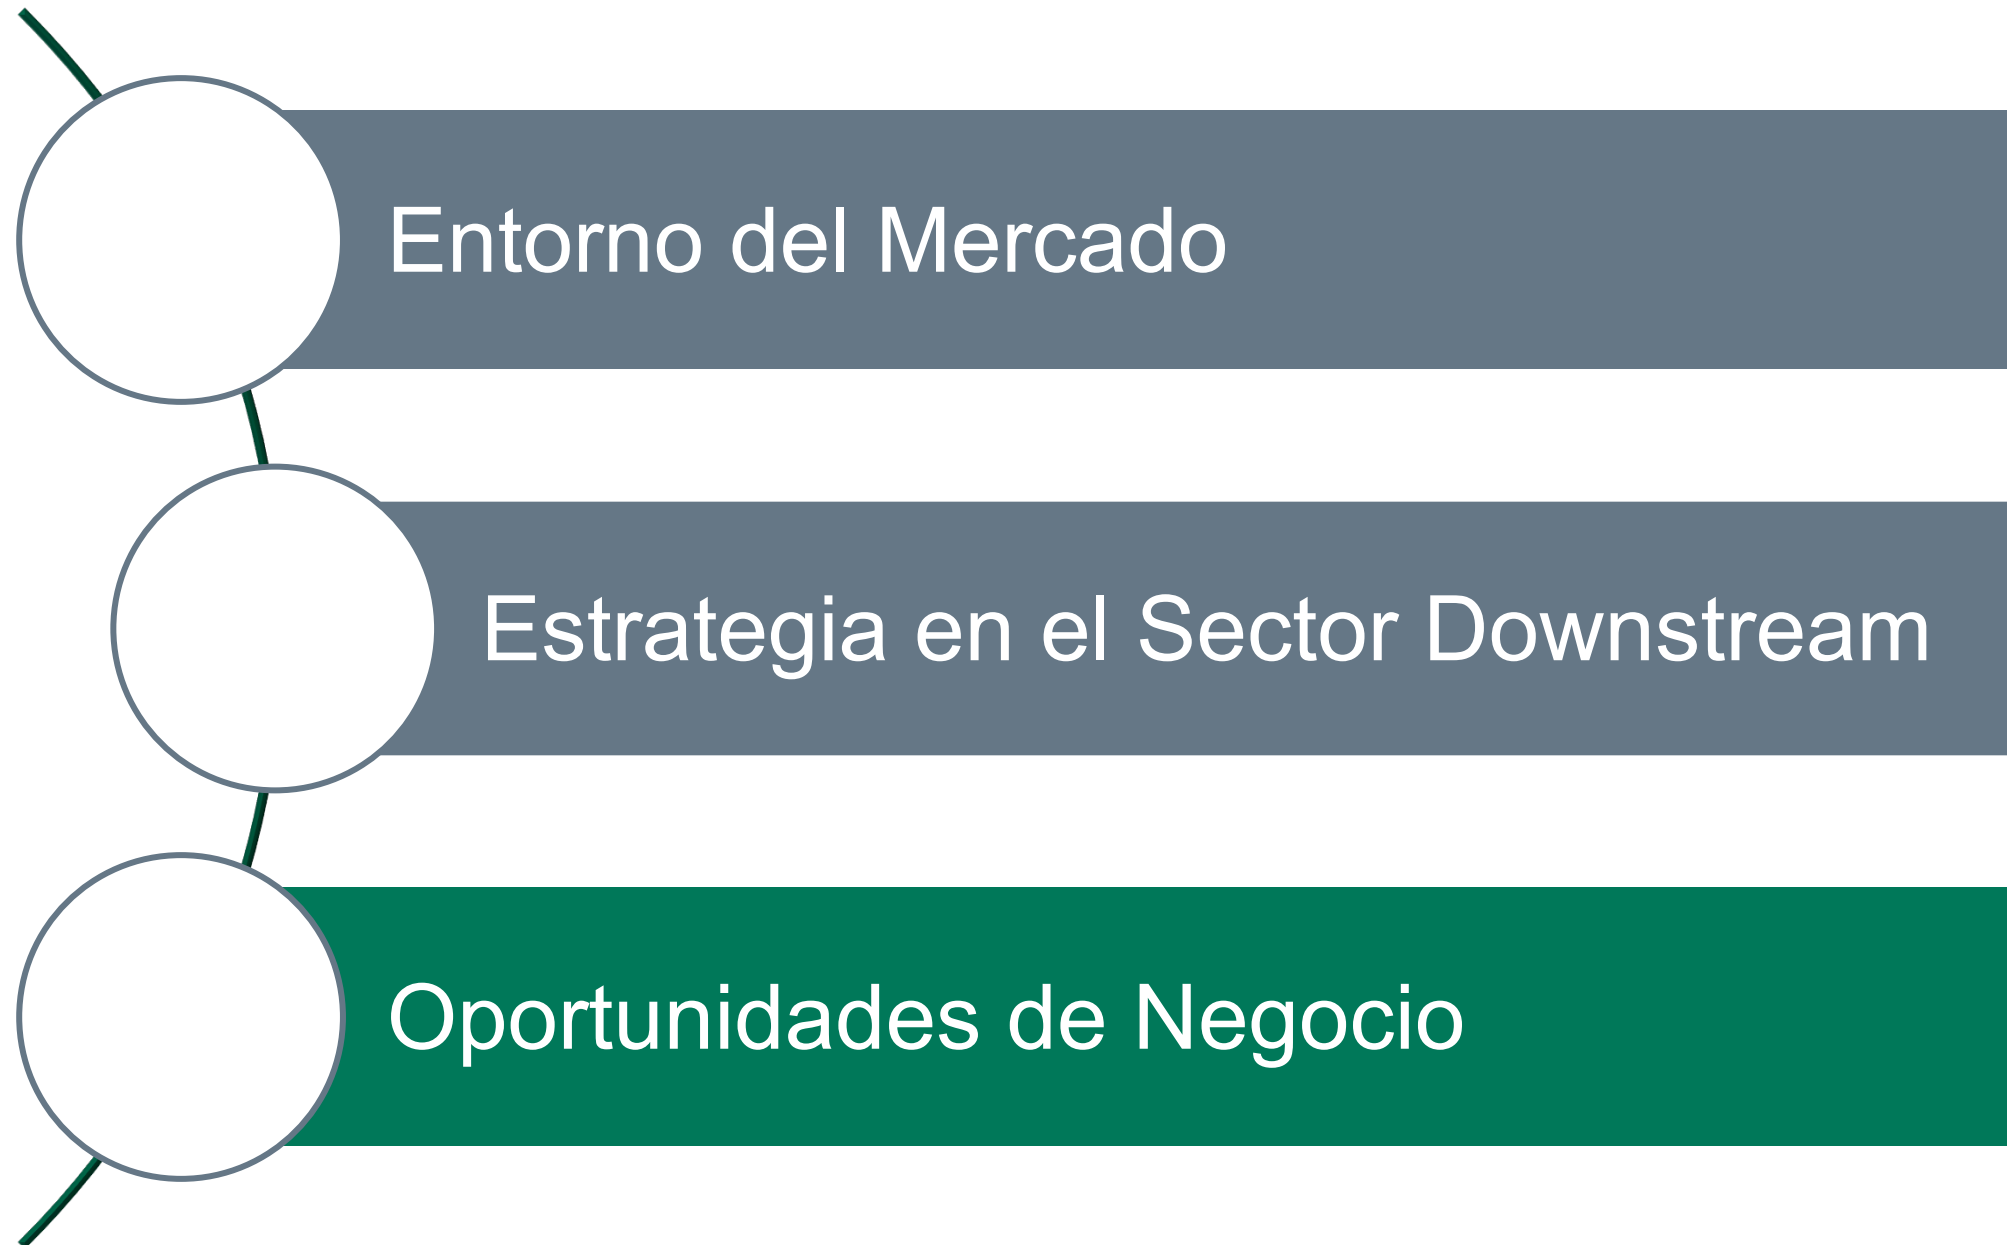 Entorno del Mercado
Estrategia en el Sector Downstream
Oportunidades de Negocio